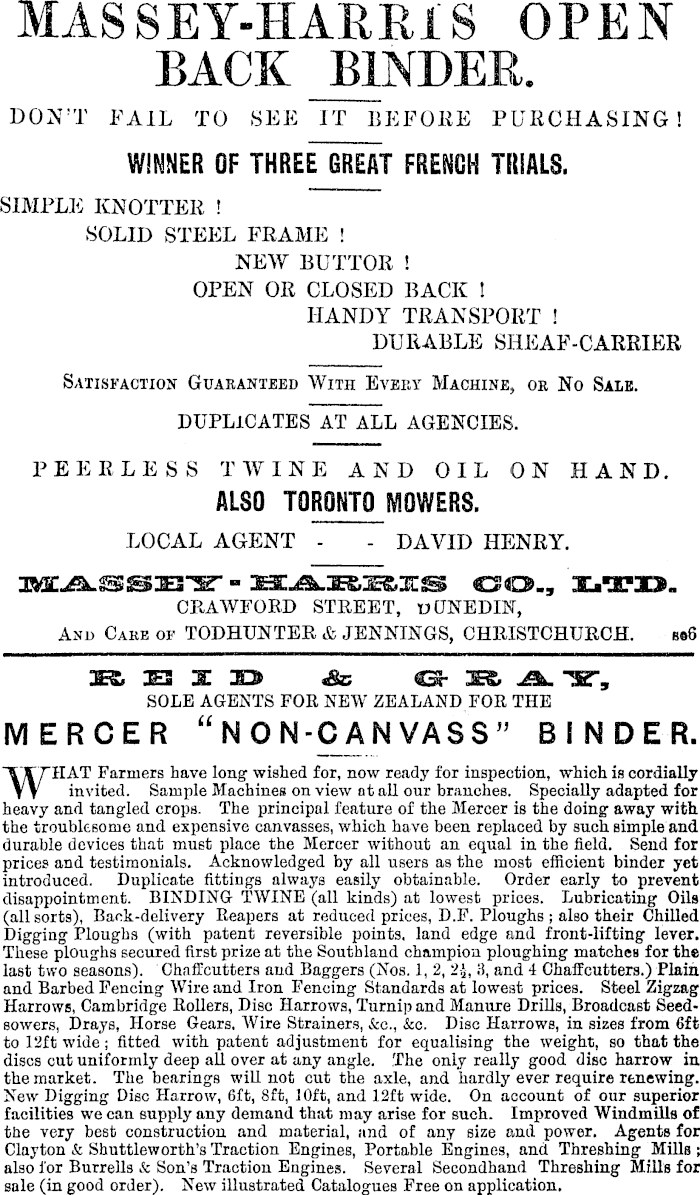 MASSEY-HARRIS OPEN
BACK BINDER.
DON'T FAIL TO SEE IT BEFORE PURCHASING!
WINNER OF THREE GREAT FRENCH TRIALS.
SIMPLE KNOTTER !
SOLID STEEL FRAME !
NEW BUTTOR !
OPEN OR CLOSED BACK !
HANDY TRANSPORT !
DURABLE SHEAF-CARRIER
SATISFACTION GUARANTEED WITH EVERY MACHINE, OR NO SALE.
DUPLICATES AT ALL AGENCIES.
PEERLESS TWINE AND OIL ON HAND.
ALSO TORONTO MOWERS.
LOCAL AGENT - - DAVID HENRY.
MASSEY-HARRIS CO., LTD.
CRAWFORD STREET, DUNEDIN,
AND CARE OF TODHUNTER & JENNINGS, CHRISTCHURCH. 806
REID & GRAY,
SOLE AGENTS FOR NEW ZEALAND FOR THE
MERCER "NON-CANVASS" BINDER.
WHAT Farmers have long wished for, now ready for inspection, which is cordially
invited. Sample Machines on view at all our branches. Specially adapted for
heavy and tangled crops. The principal feature of the Mercer is the doing away with
the troublesome and expensive canvasses, which have been replaced by such simple and
durable devices that must place the Mercer without an equal in the field. Send for
prices and testimonials. Acknowledged by all users as the most efficient binder yet
introduced. Duplicate fittings always easily obtainable. Order early to prevent
disappointment. BINDING TWINE (all kinds) at lowest prices. Lubricating Oils
(all sorts), Back-delivery Reapers at reduced prices, D.F. Ploughs ; also their Chilled
Digging Ploughs (with patent reversible points, land edge and front-lifting lever.
These ploughs secured first prize at the Southland champion ploughing matches for the
last two seasons). Chaffcutters and Baggers (Nos. 1, 2, 2½, 3, and 4 Chaffcutters.) Plain
and Barbed Fencing Wire and Iron Fencing Standards at lowest prices. Steel Zigzag
Harrows, Cambridge Rollers, Disc Harrows, Turnip and Manure Drills, Broadcast Seed-
sowers, Drays, Horse Gears, Wire Strainers, &c., &c. Disc Harrows, in sizes from 6ft
to 12ft wide ; fitted with patent adjustment for equalising the weight, so that the
discs cut uniformly deep all over at any angle. The only really good disc harrow in
the market. The bearings will not cut the axle, and hardly ever require renewing.
New Digging Disc Harrow, 6ft, 8ft, 10ft, and 12ft wide. On account of our superior
facilities we can supply any demand that may arise for such. Improved Windmills of
the very best construction and material, and of any size and power. Agents for
Clayton & Shuttleworth's Traction Engines, Portable Engines, and Threshing Mills ;
also for Burrells & Son's Traction Engines. Several Secondhand Threshing Mills for
sale (in good order). New illustrated Catalogues Free on application.